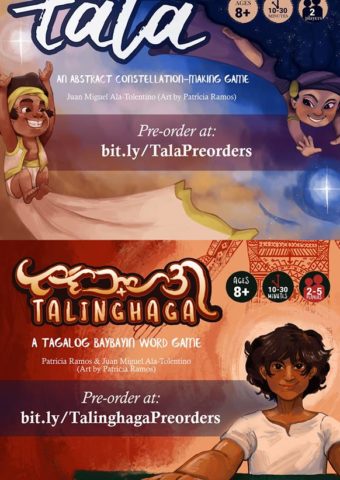 tala
AGES
8+
10-30
MINUTES
2
players
AN ABSTRACT CONSTELLATION-MAKING GAME
Juan Miguel Ala-Tolentino (Art by Patricia Ramos)
Pre-order at:
bit.ly/TalaPreorders
TALINGHAGA
AGES
8+
10-30
MINUTES
2-5
PLAYERS
A TAGALOG BAYBAYIN WORD GAME
Patricia Ramos & Juan Miguel Ala-Tolentino
(Art by Patricia Ramos)
Pre-order at:
bit.ly/TalinghagaPreorders